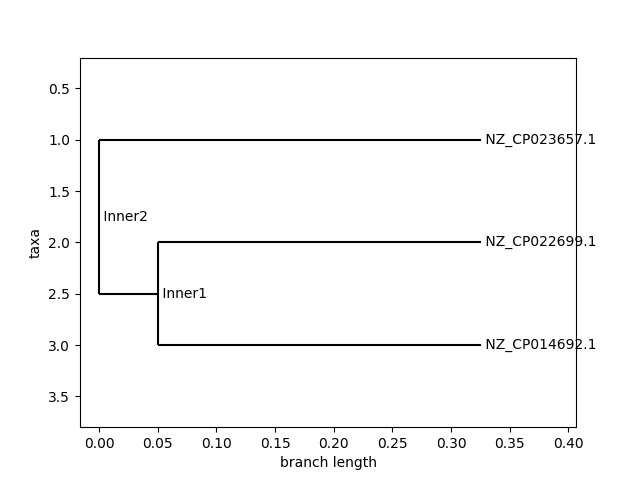 0.5
1.0
1.5
2.0
2.5
3.0
3.5
taxa
NZ_CP023657.1
Inner2
NZ_CP022699.1
Inner1
NZ_CP014692.1
0.00 0.05 0.10 0.15 0.20 0.25 0.30 0.35 0.40
branch length